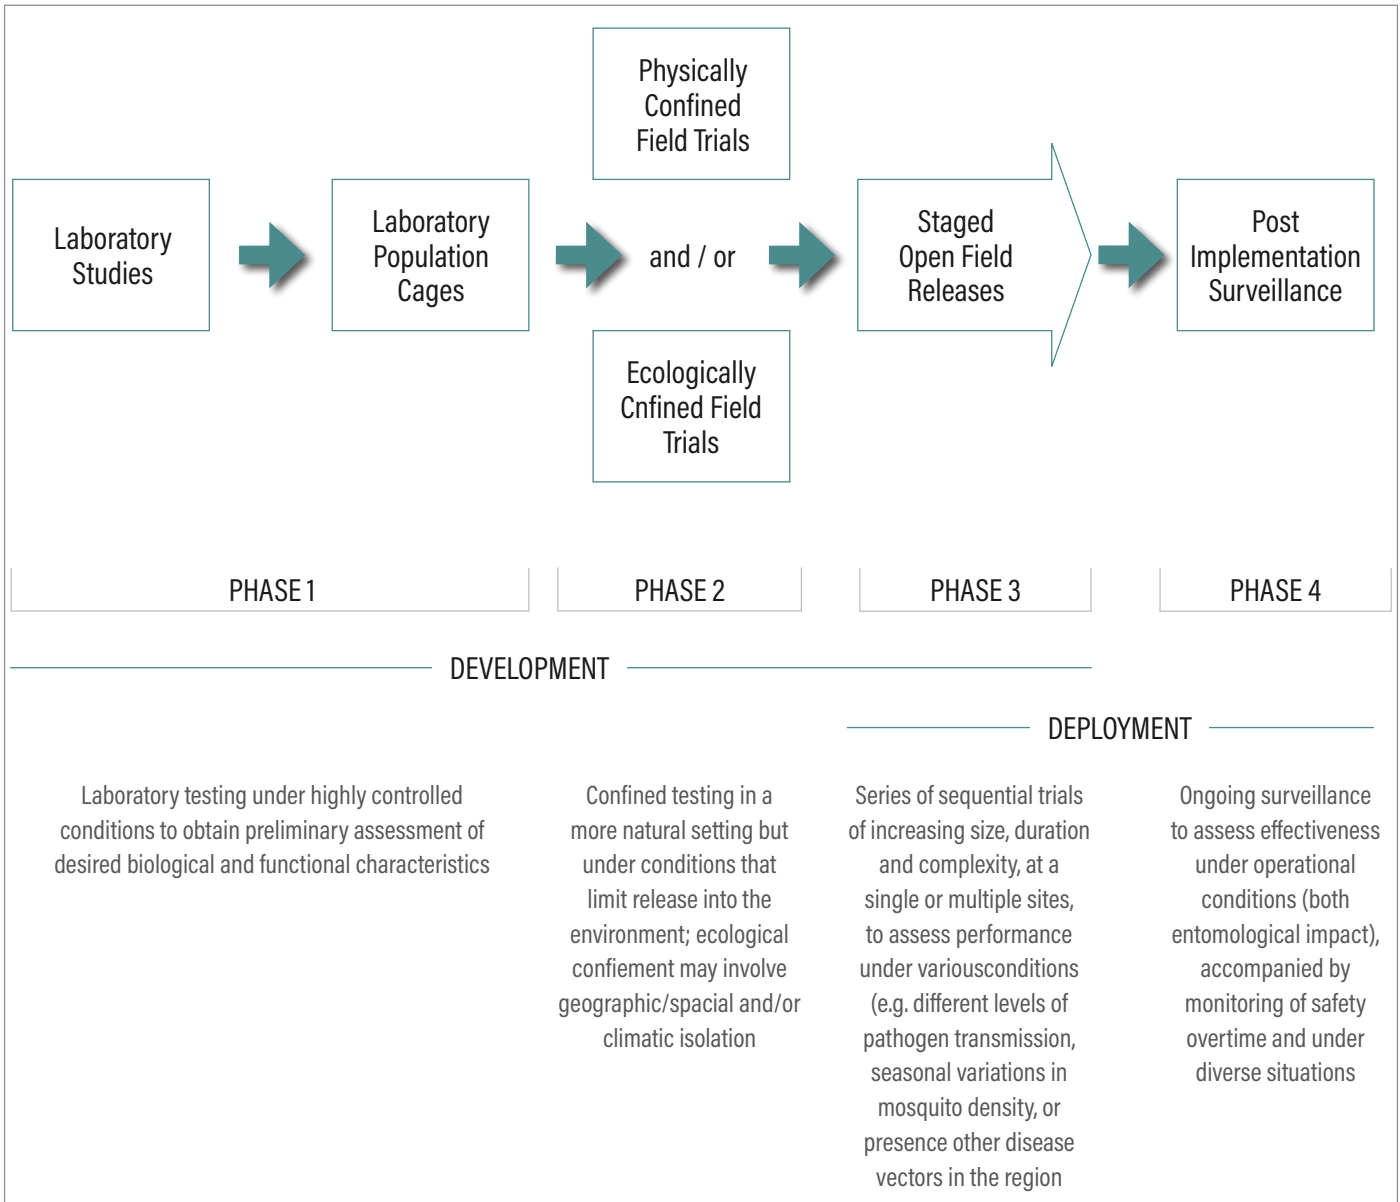 Physically
Confined
Field Trials
Laboratory
Studies
Laboratory
Population
Cages
and / or
Staged
Open Field
Releases
Post
Implementation
Surveillance
Ecologically
Cnfined Field
Trials
PHASE 1
PHASE 2
PHASE 3
PHASE 4
DEVELOPMENT
DEPLOYMENT
Laboratory testing under highly controlled
conditions to obtain preliminary assessment of
desired biological and functional characteristics
Confined testing in a
more natural setting but
under conditions that
limit release into the
environment; ecological
confiement may involve
geographic/spacial and/or
climatic isolation
Series of sequential trials
of increasing size, duration
and complexity, at a
single or multiple sites,
to assess performance
under variousconditions
(e.g. different levels of
pathogen transmission,
seasonal variations in
mosquito density, or
presence other disease
vectors in the region
Ongoing surveillance
to assess effectiveness
under operational
conditions (both
entomological impact),
accompanied by
monitoring of safety
overtime and under
diverse situations